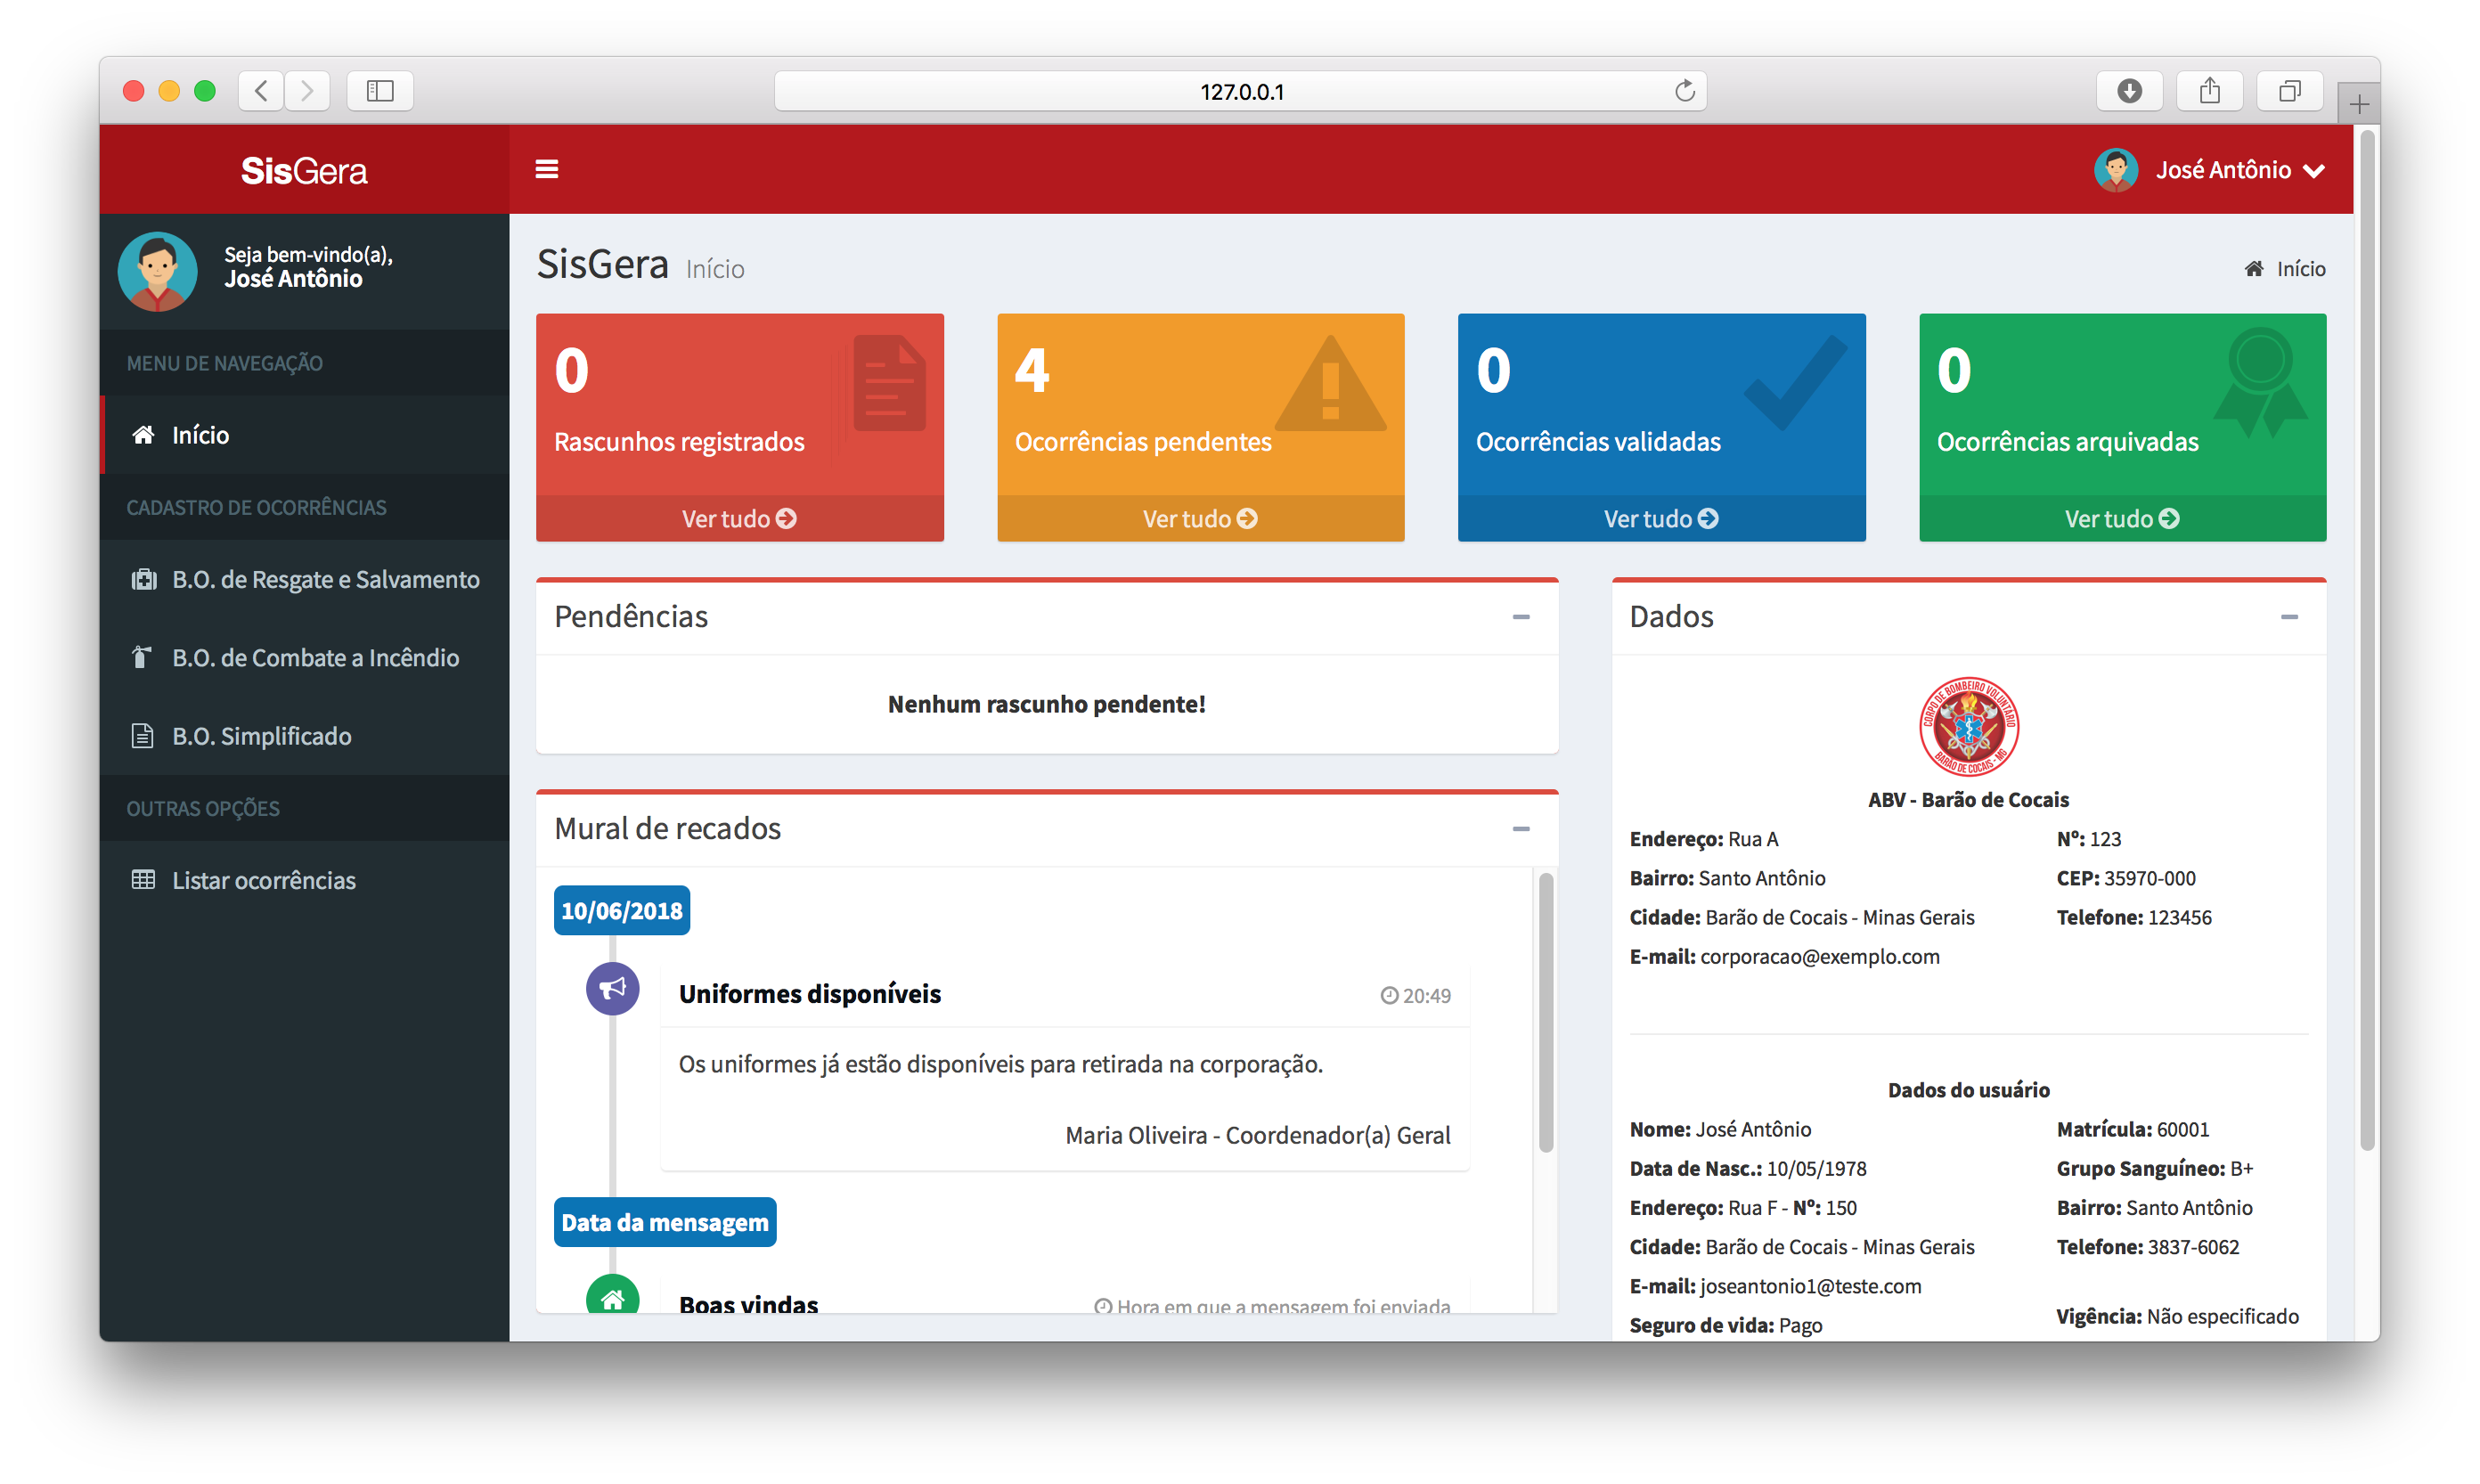 127.0.0.1
SisGera
José Antônio
Seja bem-vindo(a),
José Antônio
MENU DE NAVEGAÇÃO
Início
CADASTRO DE OCORRÊNCIAS
B.O. de Resgate e Salvamento
B.O. de Combate a Incêndio
B.O. Simplificado
OUTRAS OPÇÕES
Listar ocorrências
SisGera Início
Início
0
Rascunhos registrados
Ver tudo
4
Ocorrências pendentes
Ver tudo
0
Ocorrências validadas
Ver tudo
0
Ocorrências arquivadas
Ver tudo
Pendências
Nenhum rascunho pendente!
Mural de recados
10/06/2018
Uniformes disponíveis
20:49
Os uniformes já estão disponíveis para retirada na corporação.
Maria Oliveira - Coordenador(a) Geral
Data da mensagem
Boas vindas
Hora em que a mensagem foi enviada
Dados
CORPO DE BOMBEIRO VOLUNTÁRIO
BARÃO DE COCAIS - MG
ABV - Barão de Cocais
Endereço: Rua A
Nº: 123
Bairro: Santo Antônio
CEP: 35970-000
Cidade: Barão de Cocais - Minas Gerais
Telefone: 123456
E-mail: corporacao@exemplo.com
Dados do usuário
Nome: José Antônio
Matrícula: 60001
Data de Nasc.: 10/05/1978
Grupo Sanguíneo: B+
Endereço: Rua F - Nº: 150
Bairro: Santo Antônio
Cidade: Barão de Cocais - Minas Gerais
Telefone: 3837-6062
E-mail: joseantonio1@teste.com
Seguro de vida: Pago
Vigência: Não especificado